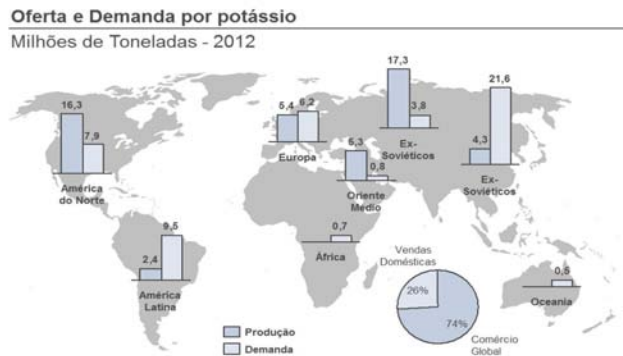 Oferta e Demanda por potássio
Milhões de Toneladas - 2012
16,3
7,9
América
do Norte
5,4
6,2
Europa
17,3
3,8
Ex-
Soviéticos
21,6
4,3
Ex-
Soviéticos
5,3
0,8
Oriente
Médio
2,4
9,5
América
Latina
0,7
África
0,5
Oceania
Vendas
Domésticas
26%
74%
Comércio
Global
Produção
Demanda